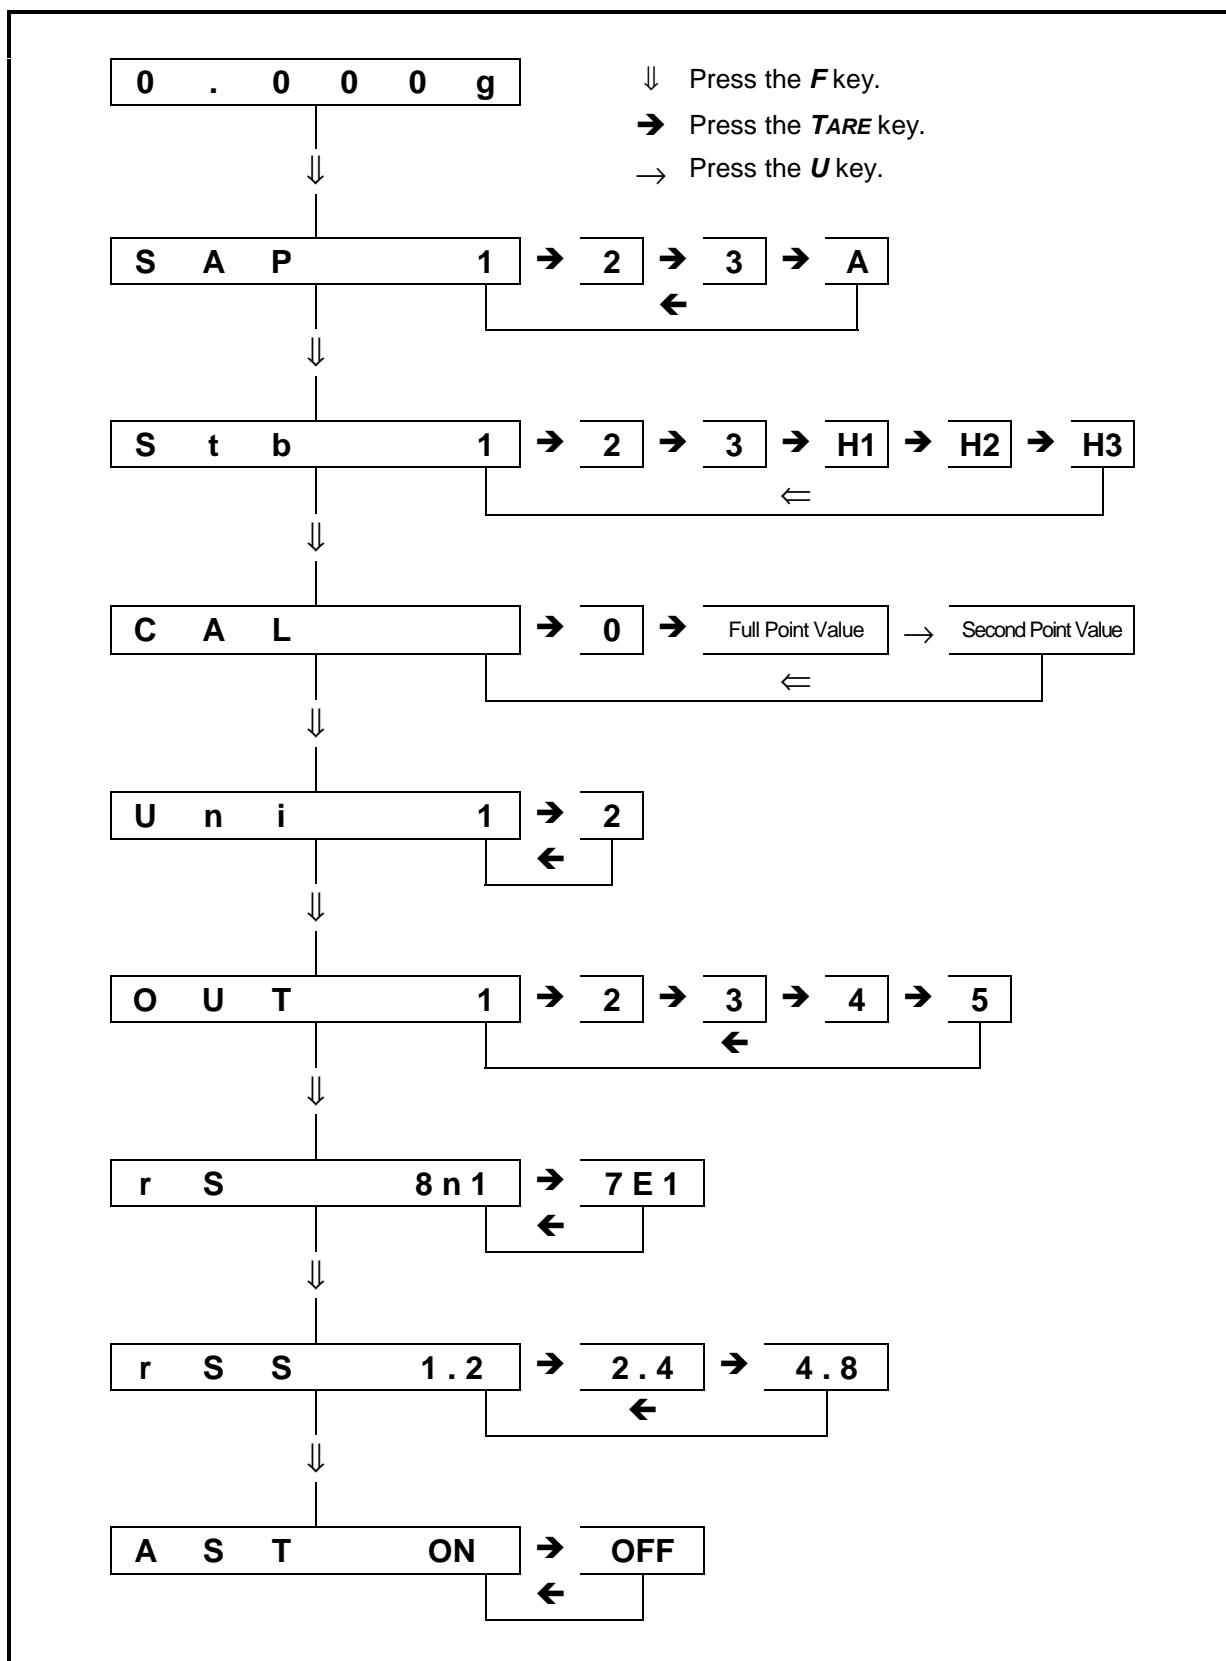 0 . 0 0 0 g
⇓ Press the F key.
➔ Press the TARE key.
→ Press the U key.
⇓
S A P 1 ➔ 2 ➔ 3 ➔ A
🡸
⇓
S t b 1 ➔ 2 ➔ 3 ➔ H1 ➔ H2 ➔ H3
⇐
⇓
C A L ➔ 0 ➔ Full Point Value → Second Point Value
⇐
⇓
U n i 1 ➔ 2
🡸
⇓
O U T 1 ➔ 2 ➔ 3 ➔ 4 ➔ 5
🡸
⇓
r S 8 n 1 ➔ 7 E 1
🡸
⇓
r S S 1 . 2 ➔ 2 . 4 ➔ 4 . 8
🡸
⇓
A S T ON ➔ OFF
🡸